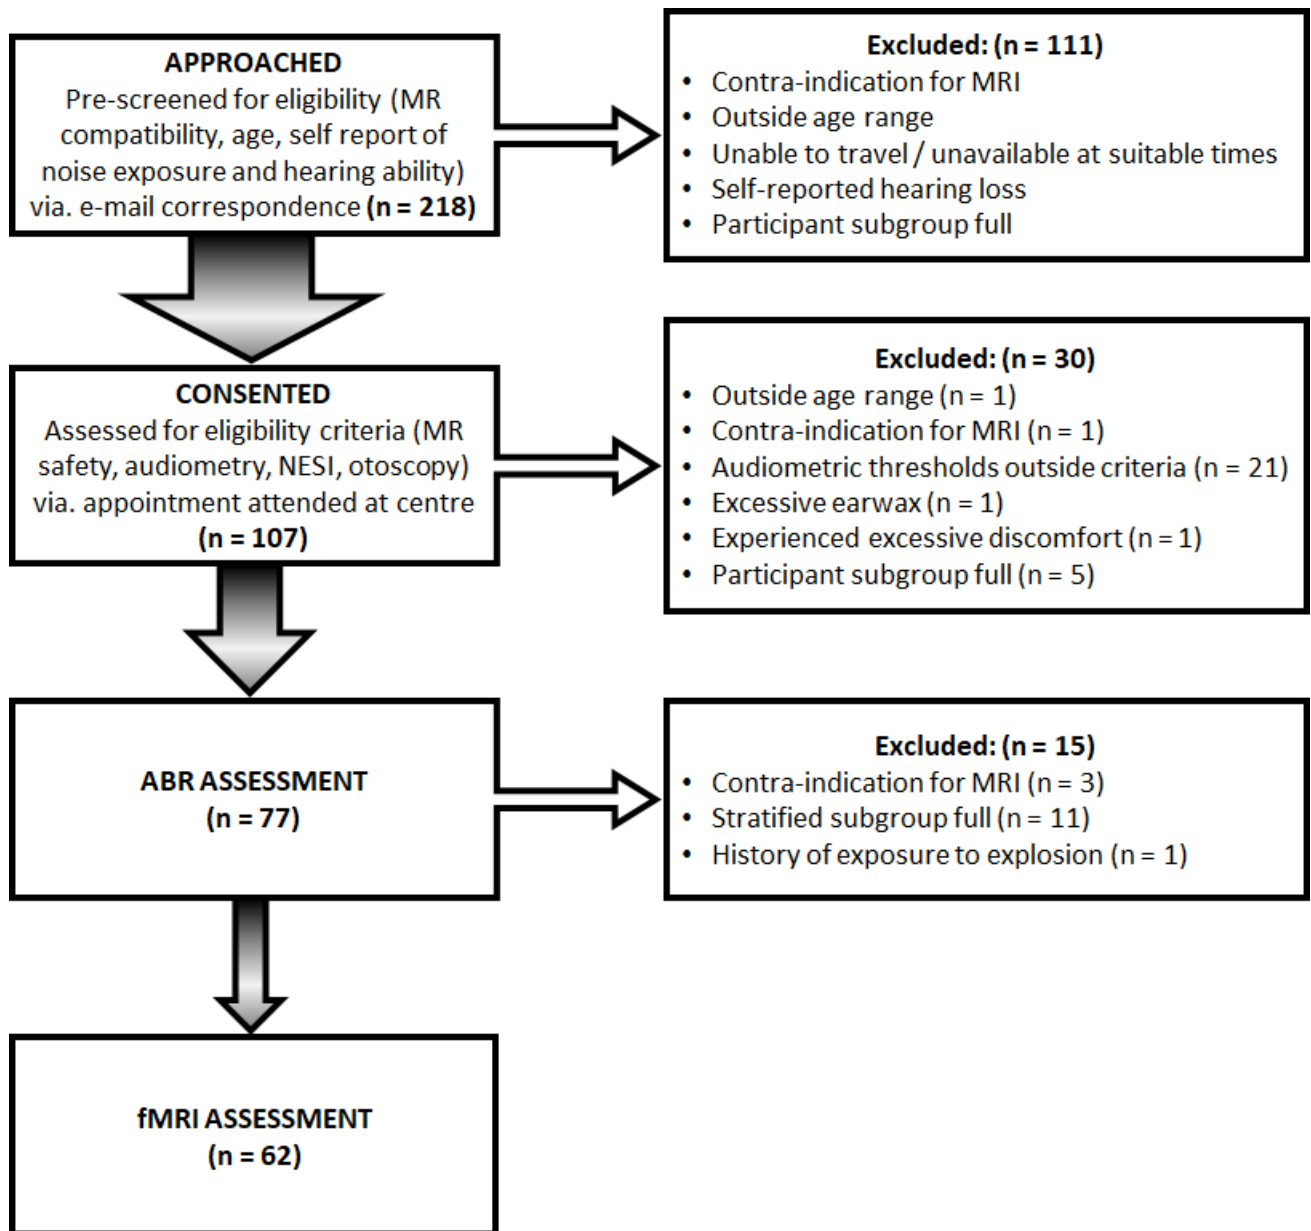 APPROACHED
Pre-screened for eligibility (MR
compatibility, age, self report of
noise exposure and hearing ability)
via. e-mail correspondence (n = 218)
Excluded: (n = 111)
• Contra-indication for MRI
• Outside age range
• Unable to travel / unavailable at suitable times
• Self-reported hearing loss
• Participant subgroup full
CONSENTED
Assessed for eligibility criteria (MR
safety, audiometry, NESI, otoscopy)
via. appointment attended at centre
(n = 107)
Excluded: (n = 30)
• Outside age range (n = 1)
• Contra-indication for MRI (n = 1)
• Audiometric thresholds outside criteria (n = 21)
• Excessive earwax (n = 1)
• Experienced excessive discomfort (n = 1)
• Participant subgroup full (n = 5)
ABR ASSESSMENT
(n = 77)
Excluded: (n = 15)
• Contra-indication for MRI (n = 3)
• Stratified subgroup full (n = 11)
• History of exposure to explosion (n = 1)
fMRI ASSESSMENT
(n = 62)